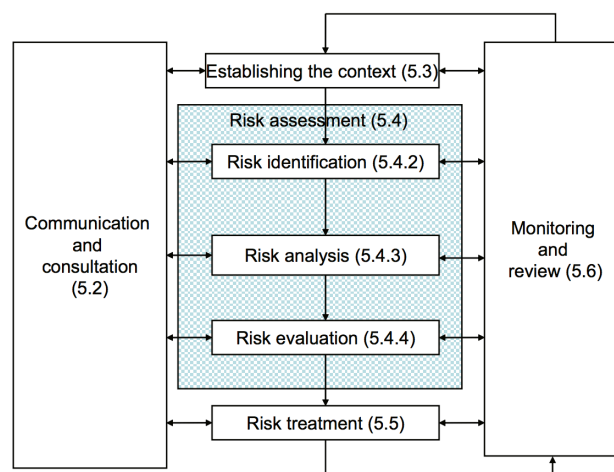 Establishing the context (5.3)
Risk assessment (5.4)
Risk identification (5.4.2)
Communication
and
consultation
(5.2)
Risk analysis (5.4.3)
Monitoring
and
review (5.6)
Risk evaluation (5.4.4)
Risk treatment (5.5)